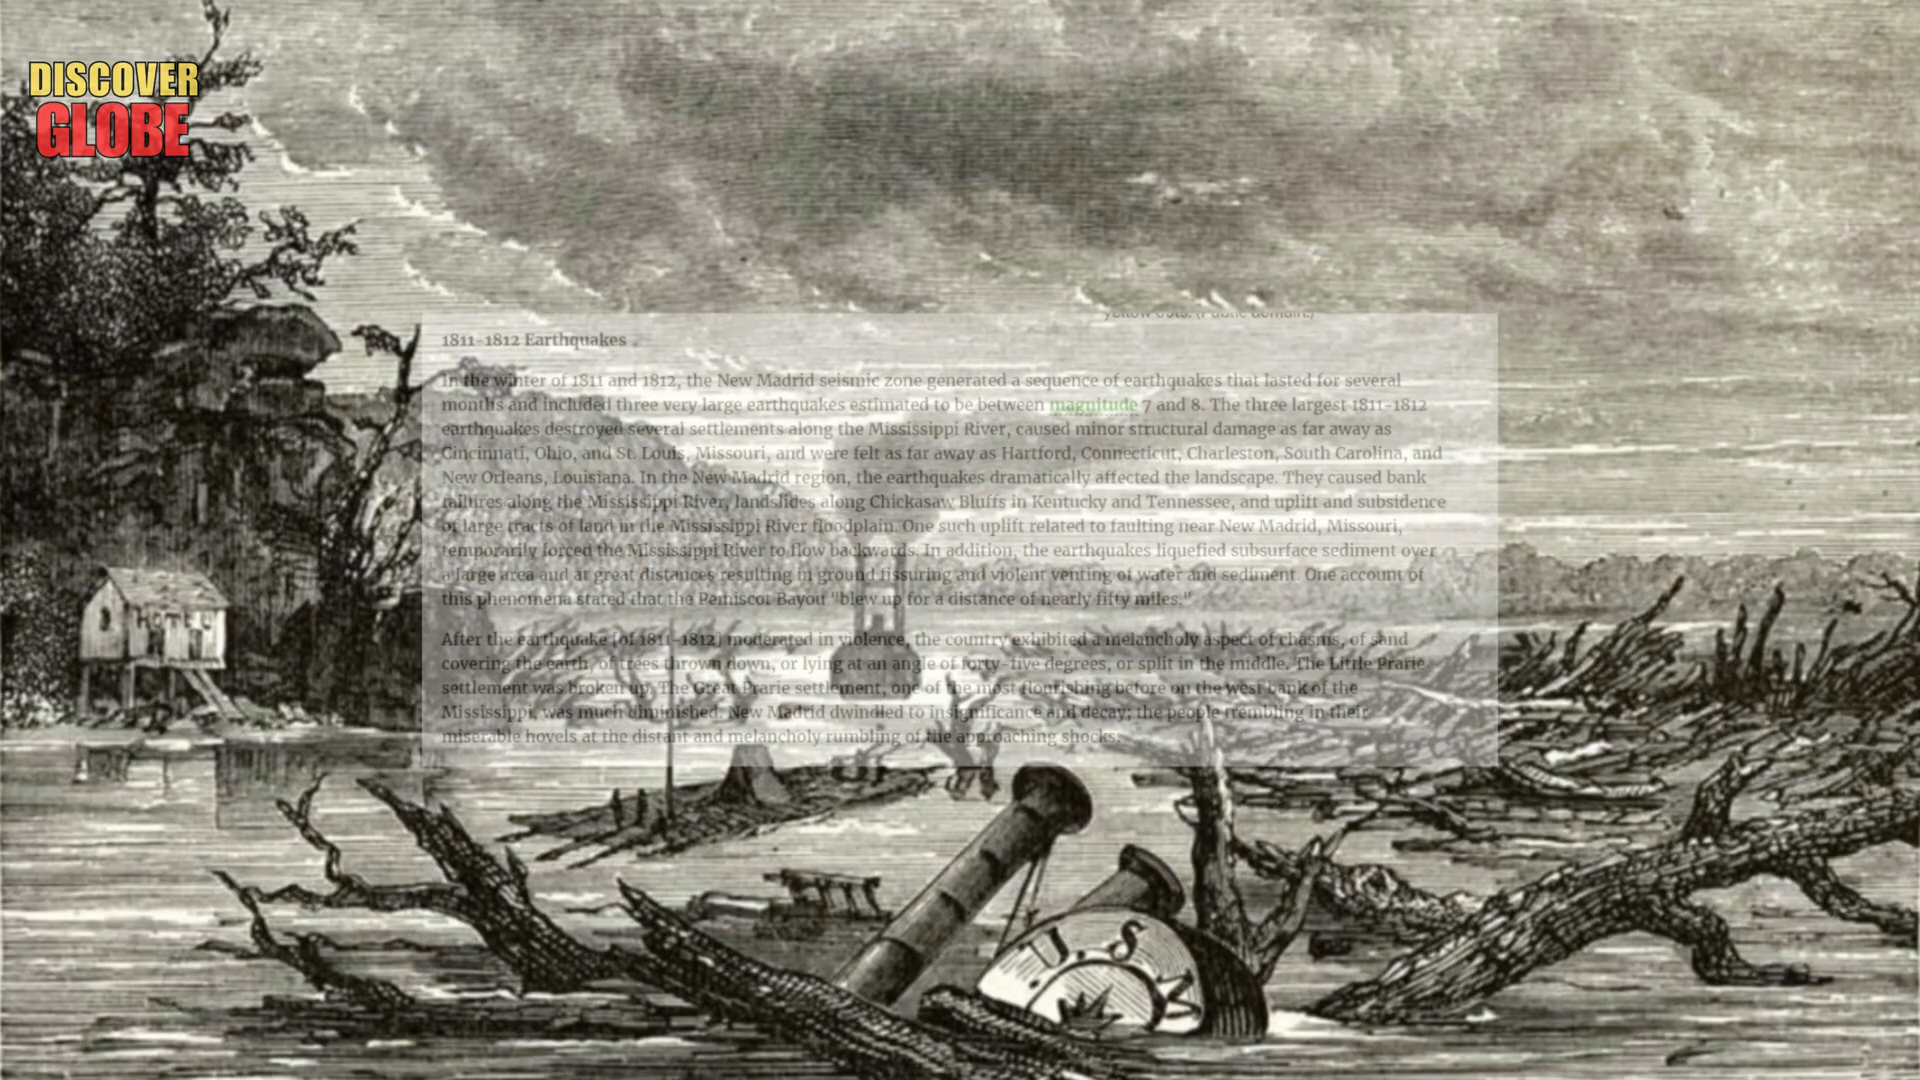 DISCOVER
GLOBE
yellow dots. (Public domain.)
1811-1812 Earthquakes
In the winter of 1811 and 1812, the New Madrid seismic zone generated a sequence of earthquakes that lasted for several
months and included three very large earthquakes estimated to be between magnitude 7 and 8. The three largest 1811-1812
earthquakes destroyed several settlements along the Mississippi River, caused minor structural damage as far away as
Cincinnati, Ohio, and St. Louis, Missouri, and were felt as far away as Hartford, Connecticut, Charleston, South Carolina, and
New Orleans, Louisiana. In the New Madrid region, the earthquakes dramatically affected the landscape. They caused bank
failures along the Mississippi River, landslides along Chickasaw Bluffs in Kentucky and Tennessee, and uplift and subsidence
of large tracts of land in the Mississippi River floodplain. One such uplift related to faulting near New Madrid, Missouri,
temporarily forced the Mississippi River to flow backwards. In addition, the earthquakes liquefied subsurface sediment over
a large area and at great distances resulting in ground fissuring and violent venting of water and sediment. One account of
this phenomena stated that the Pemiscot Bayou "blew up for a distance of nearly fifty miles."
After the earthquake [of 1811-1812] moderated in violence, the country exhibited a melancholy aspect of chasms, of sand
covering the earth, of trees thrown down, or lying at an angle of forty-five degrees, or split in the middle. The Little Prarie
settlement was broken up. The Great Prarie settlement, one of the most flourishing before on the west bank of the
Mississippi, was much diminished. New Madrid dwindled to insignificance and decay; the people trembling in their
miserable hovels at the distant and melancholy rumbling of the approaching shocks.
HOTEL
U.S.M